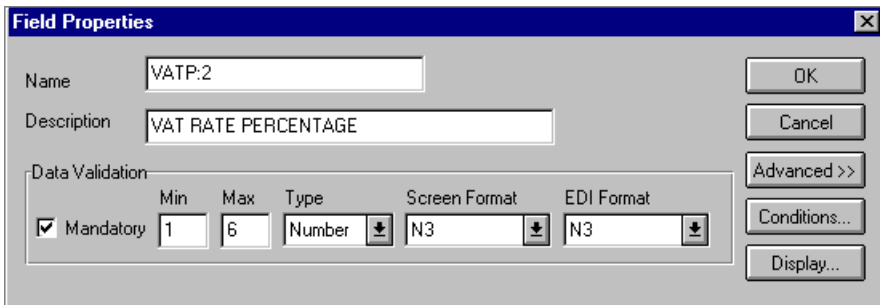 Field Properties
Name VATP:2 OK
Description VAT RATE PERCENTAGE Cancel
Data Validation Advanced >>
Min Max Type Screen Format EDI Format
Mandatory 1 6 Number N3 N3 Conditions...
Display...